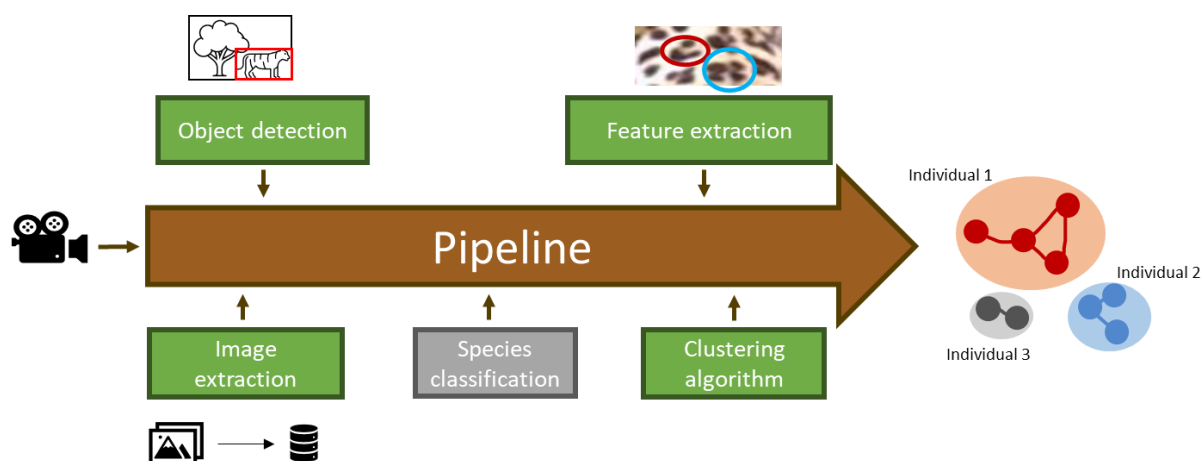 Object detection
Feature extraction
Individual 1
Pipeline
Individual 2
Image
extraction
Species
classification
Clustering
algorithm
Individual 3